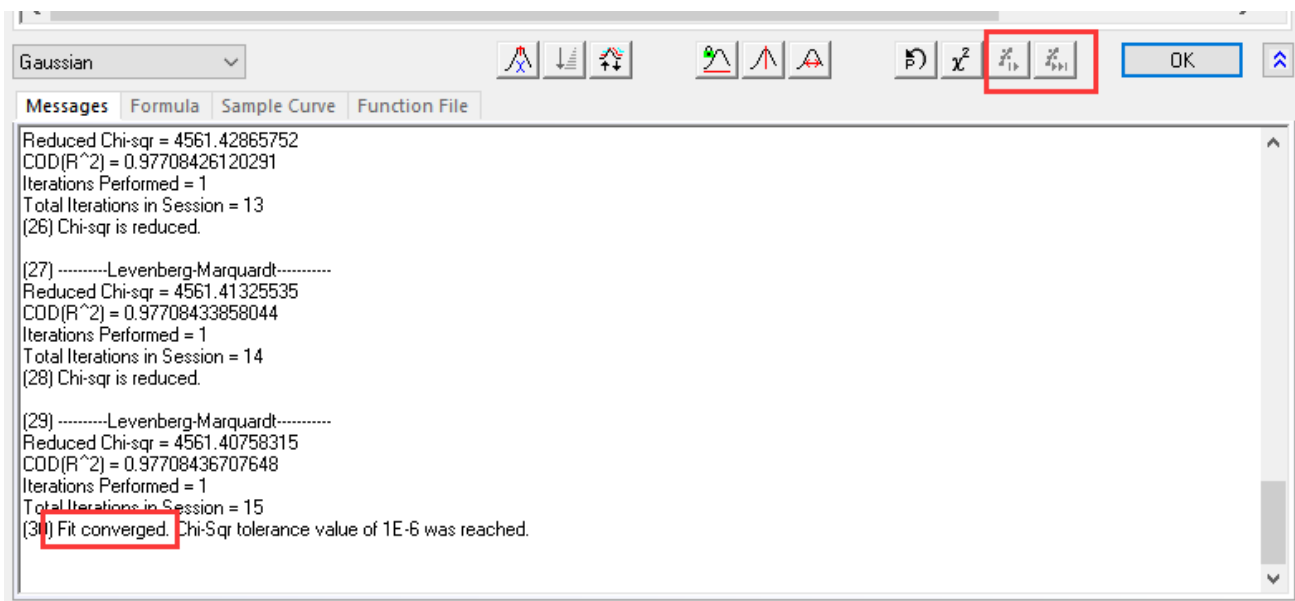 Gaussian
χ²
OK
Messages Formula Sample Curve Function File
Reduced Chi-sqr = 4561.42865752
COD(R^2) = 0.97708426120291
Iterations Performed = 1
Total Iterations in Session = 13
(26) Chi-sqr is reduced.
(27) ----------Levenberg-Marquardt-----------
Reduced Chi-sqr = 4561.41325535
COD(R^2) = 0.97708433858044
Iterations Performed = 1
Total Iterations in Session = 14
(28) Chi-sqr is reduced.
(29) ----------Levenberg-Marquardt-----------
Reduced Chi-sqr = 4561.40758315
COD(R^2) = 0.97708436707648
Iterations Performed = 1
Total Iterations in Session = 15
(30) Fit converged. Chi-Sqr tolerance value of 1E-6 was reached.